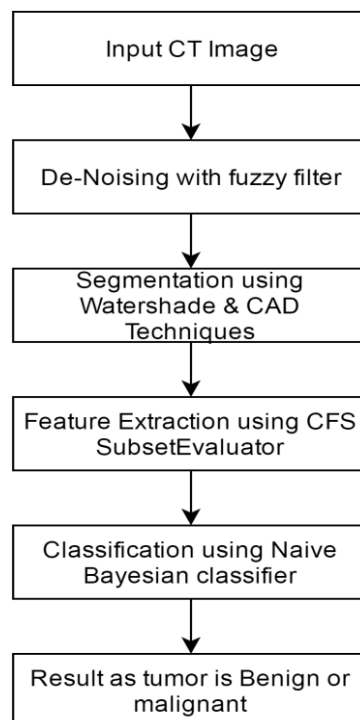 Input CT Image
De-Noising with fuzzy filter
Segmentation using
Watershade & CAD
Techniques
Feature Extraction using CFS
SubsetEvaluator
Classification using Naive
Bayesian classifier
Result as tumor is Benign or
malignant